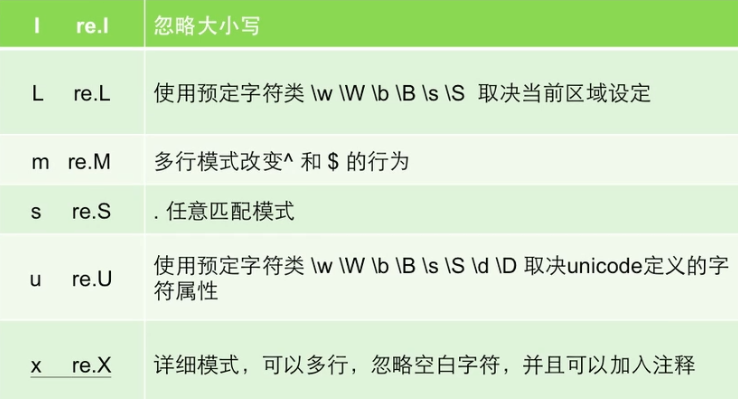 I re.I 忽略大小写
L re.L 使用预定字符类 \w \W \b \B \s \S 取决当前区域设定
m re.M 多行模式改变^ 和 $ 的行为
s re.S . 任意匹配模式
u re.U 使用预定字符类 \w \W \b \B \s \S \d \D 取决unicode定义的字
符属性
x re.X 详细模式，可以多行，忽略空白字符，并且可以加入注释